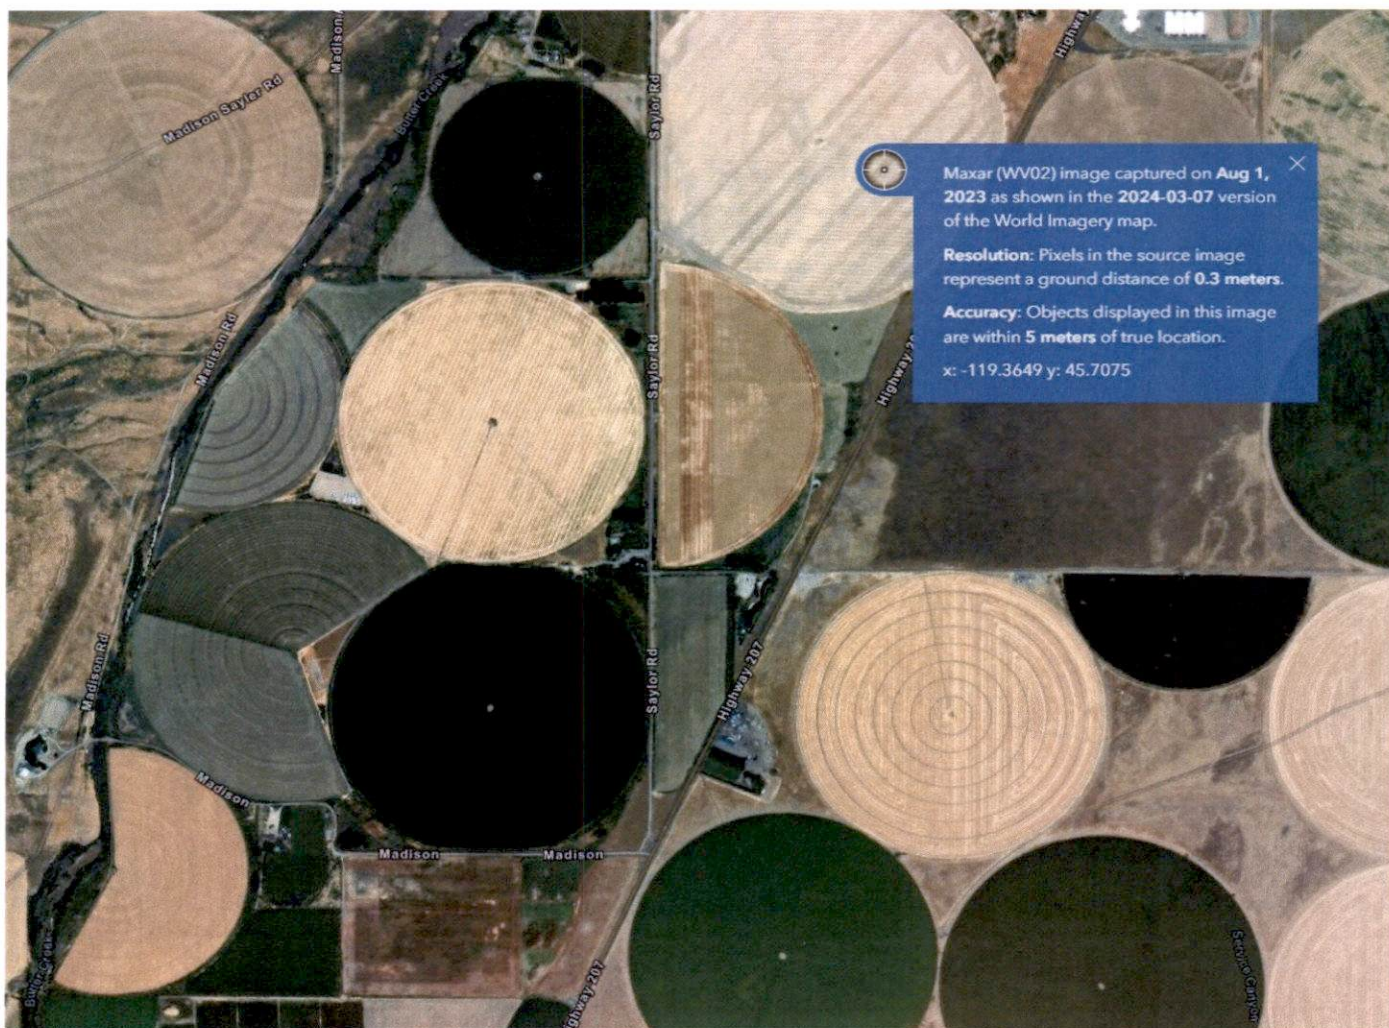 Madison
Highway
Madison Sayler Rd
Butter Creek
Saylor Rd
Maxar (WV02) image captured on Aug 1,
2023 as shown in the 2024-03-07 version
of the World Imagery map.
Resolution: Pixels in the source image
represent a ground distance of 0.3 meters.
Accuracy: Objects displayed in this image
are within 5 meters of true location.
x: -119.3649 y: 45.7075
Madison Rd
Saylor Rd
Highway 20
Madison Rd
Saylor Rd
Highway 207
Madison
Madison
Madison
Butter Creek
Highway 207
Service Canyon